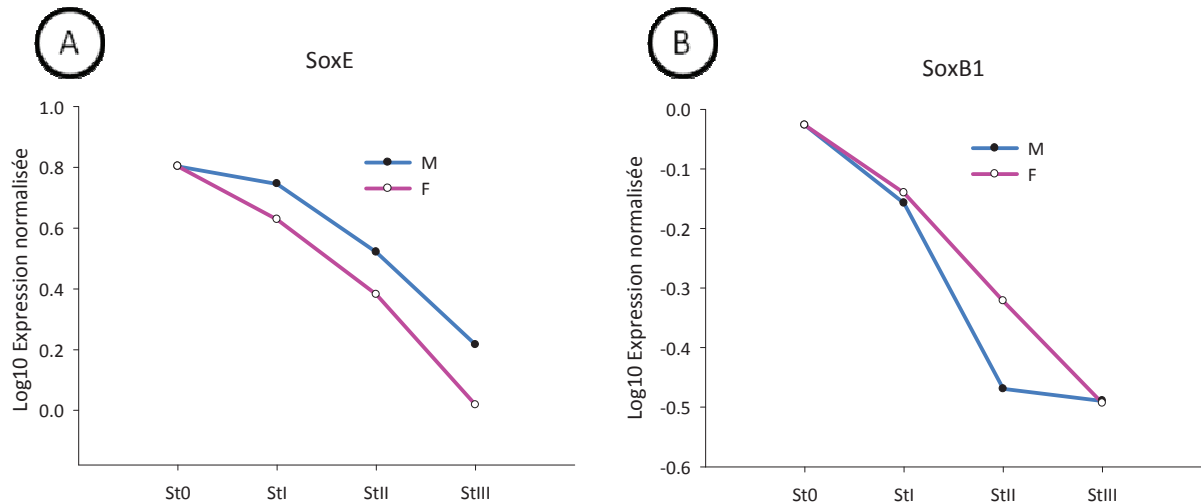 A
SoxE
Log10 Expression normalisée
1.0
0.8
0.6
0.4
0.2
0.0
M
F
St0 StI StII StIII
B
SoxB1
Log10 Expression normalisée
0.0
-0.1
-0.2
-0.3
-0.4
-0.5
-0.6
M
F
St0 StI StII StIII